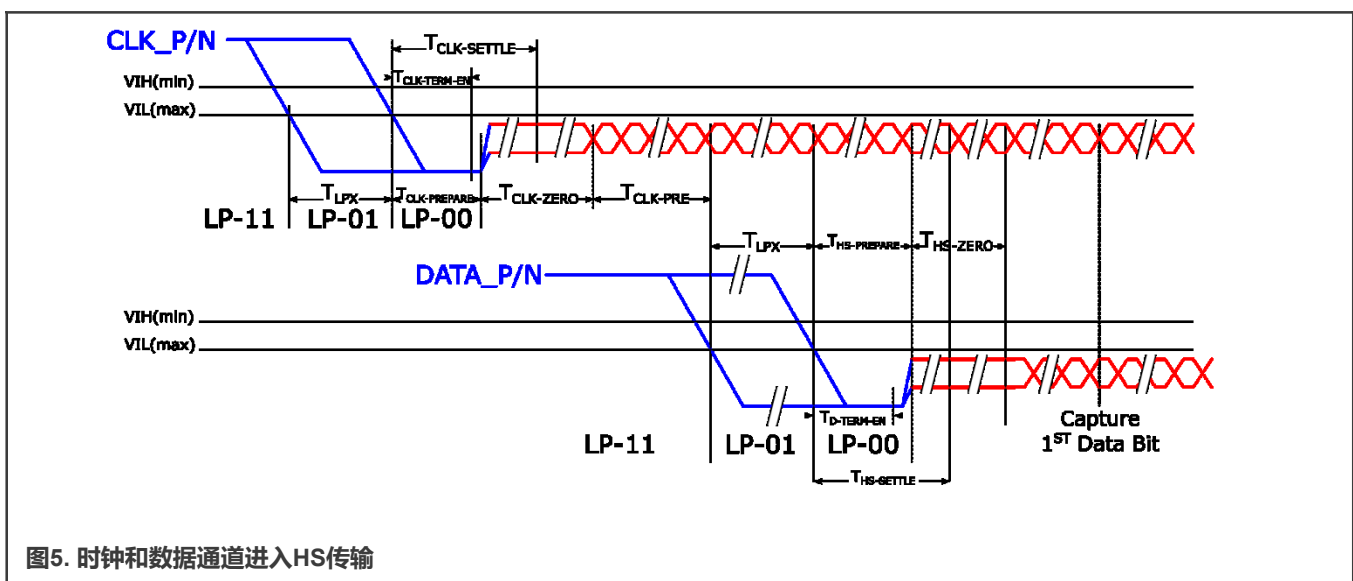 CLK_P/N
TCLK-SETTLE
TCLK-TERM-EN
VIH(min)
VIL(max)
TLPX
TCLK-PREPARE
TCLK-ZERO
TCLK-PRE
LP-11
LP-01
LP-00
TLPX
THS-PREPARE
THS-ZERO
DATA_P/N
VIH(min)
VIL(max)
TD-TERM-EN
LP-11
LP-01
LP-00
Capture
1ST Data Bit
THS-SETTLE
图5. 时钟和数据通道进入HS传输